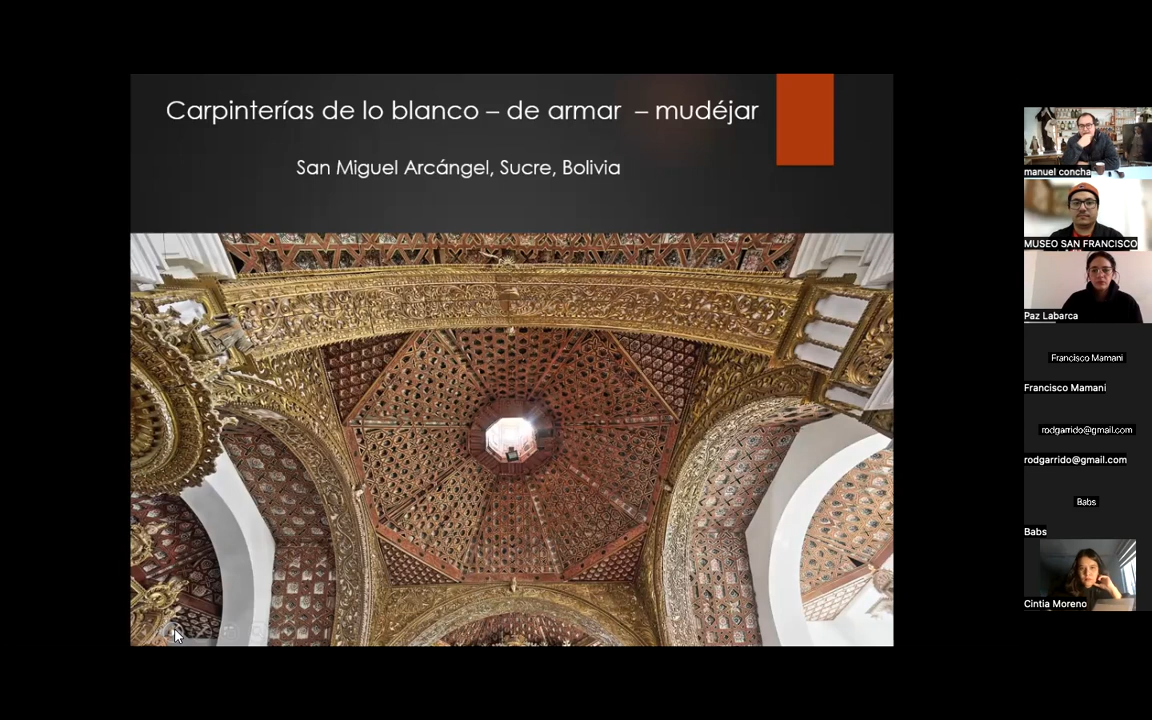 Carpinterías de lo blanco – de armar – mudéjar
San Miguel Arcángel, Sucre, Bolivia
manuel concha
MUSEO SAN FRANCISCO
Paz Labarca
Francisco Mamani
Francisco Mamani
rodgarrido@gmail.com
rodgarrido@gmail.com
Babs
Babs
Cintia Moreno